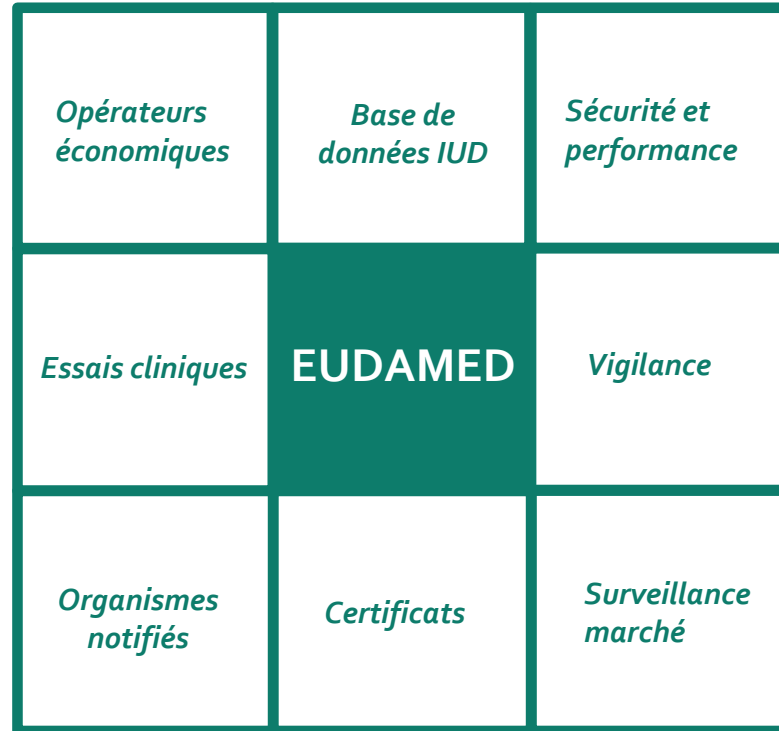 Opérateurs
économiques
Base de
données IUD
Sécurité et
performance
Essais cliniques
EUDAMED
Vigilance
Organismes
notifiés
Certificats
Surveillance
marché